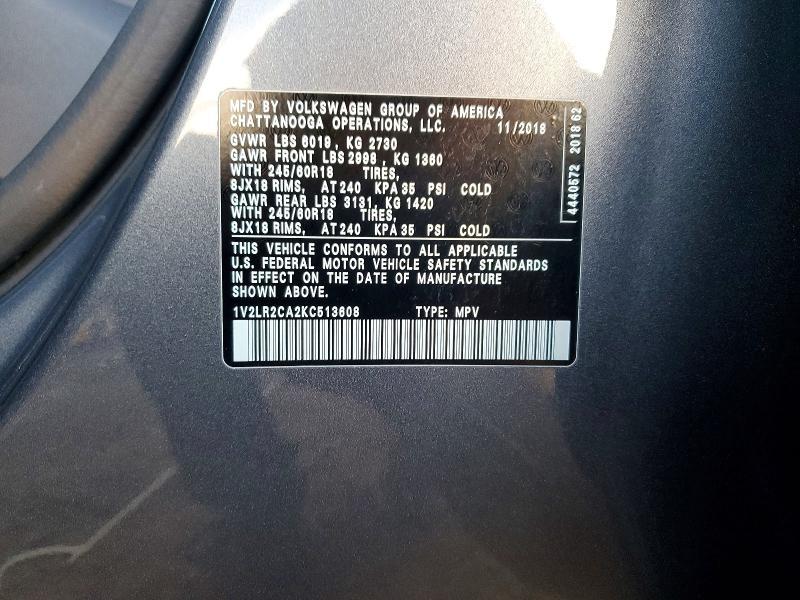 MFD BY VOLKSWAGEN GROUP OF AMERICA
CHATTANOOGA OPERATIONS, LLC. 11/2018
GVWR LBS 6019, KG 2730
GAWR FRONT LBS 2998, KG 1360
WITH 245/60R18 TIRES,
8JX18 RIMS, AT 240 KPA 35 PSI COLD
GAWR REAR LBS 3131, KG 1420
WITH 245/60R18 TIRES,
8JX18 RIMS, AT 240 KPA 35 PSI COLD
THIS VEHICLE CONFORMS TO ALL APPLICABLE
U.S. FEDERAL MOTOR VEHICLE SAFETY STANDARDS
IN EFFECT ON THE DATE OF MANUFACTURE
SHOWN ABOVE.
1V2LR2CA2KC513608 TYPE: MPV
4440572 2018 62